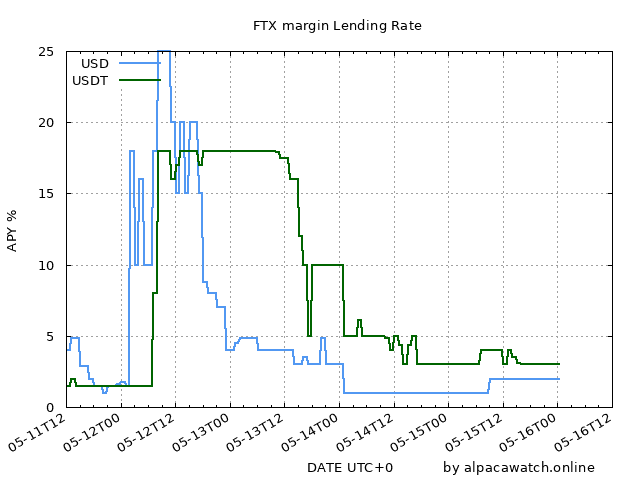 FTX margin Lending Rate
USD
USDT
25
20
15
10
5
0
APY %
05-11T12
05-12T00
05-12T12
05-13T00
05-13T12
05-14T00
05-14T12
05-15T00
05-15T12
05-16T00
05-16T12
DATE UTC+0 by alpacawatch.online